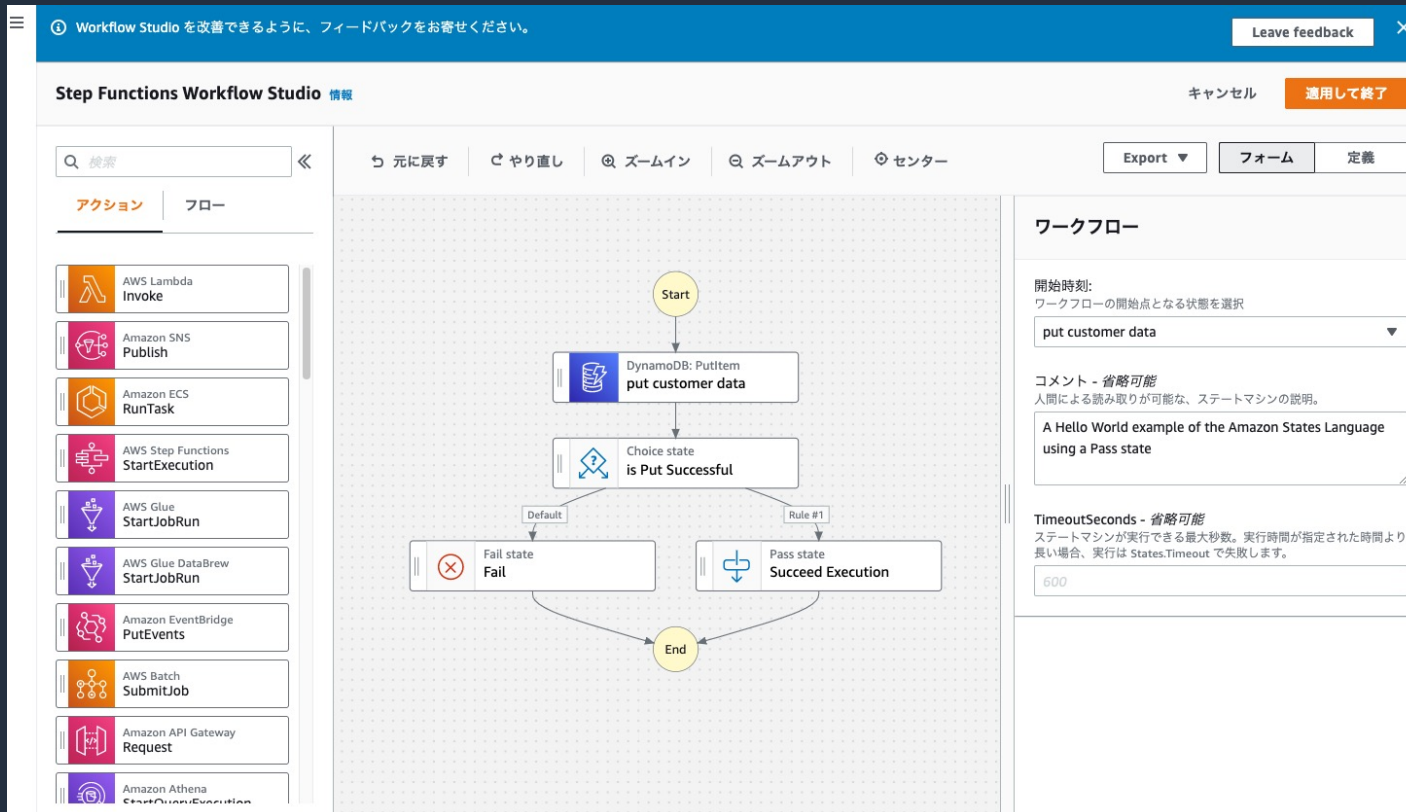 Workflow Studio を改善できるように、フィードバックをお寄せください。
Leave feedback
Step Functions Workflow Studio 情報
キャンセル
適用して終了
検索
元に戻す
やり直し
ズームイン
ズームアウト
センター
Export
フォーム
定義
アクション
フロー
AWS Lambda
Invoke
Amazon SNS
Publish
Amazon ECS
RunTask
AWS Step Functions
StartExecution
AWS Glue
StartJobRun
AWS Glue DataBrew
StartJobRun
Amazon EventBridge
PutEvents
AWS Batch
SubmitJob
Amazon API Gateway
Request
Amazon Athena
StartQueryExecution
Start
DynamoDB: PutItem
put customer data
Choice state
is Put Successful
Default
Rule #1
Fail state
Fail
Pass state
Succeed Execution
End
ワークフロー
開始時刻:
ワークフローの開始点となる状態を選択
put customer data
コメント - 省略可能
人間による読み取りが可能な、ステートマシンの説明。
A Hello World example of the Amazon States Language
using a Pass state
TimeoutSeconds - 省略可能
ステートマシンが実行できる最大秒数。実行時間が指定された時間より
長い場合、実行は States.Timeout で失敗します。
600